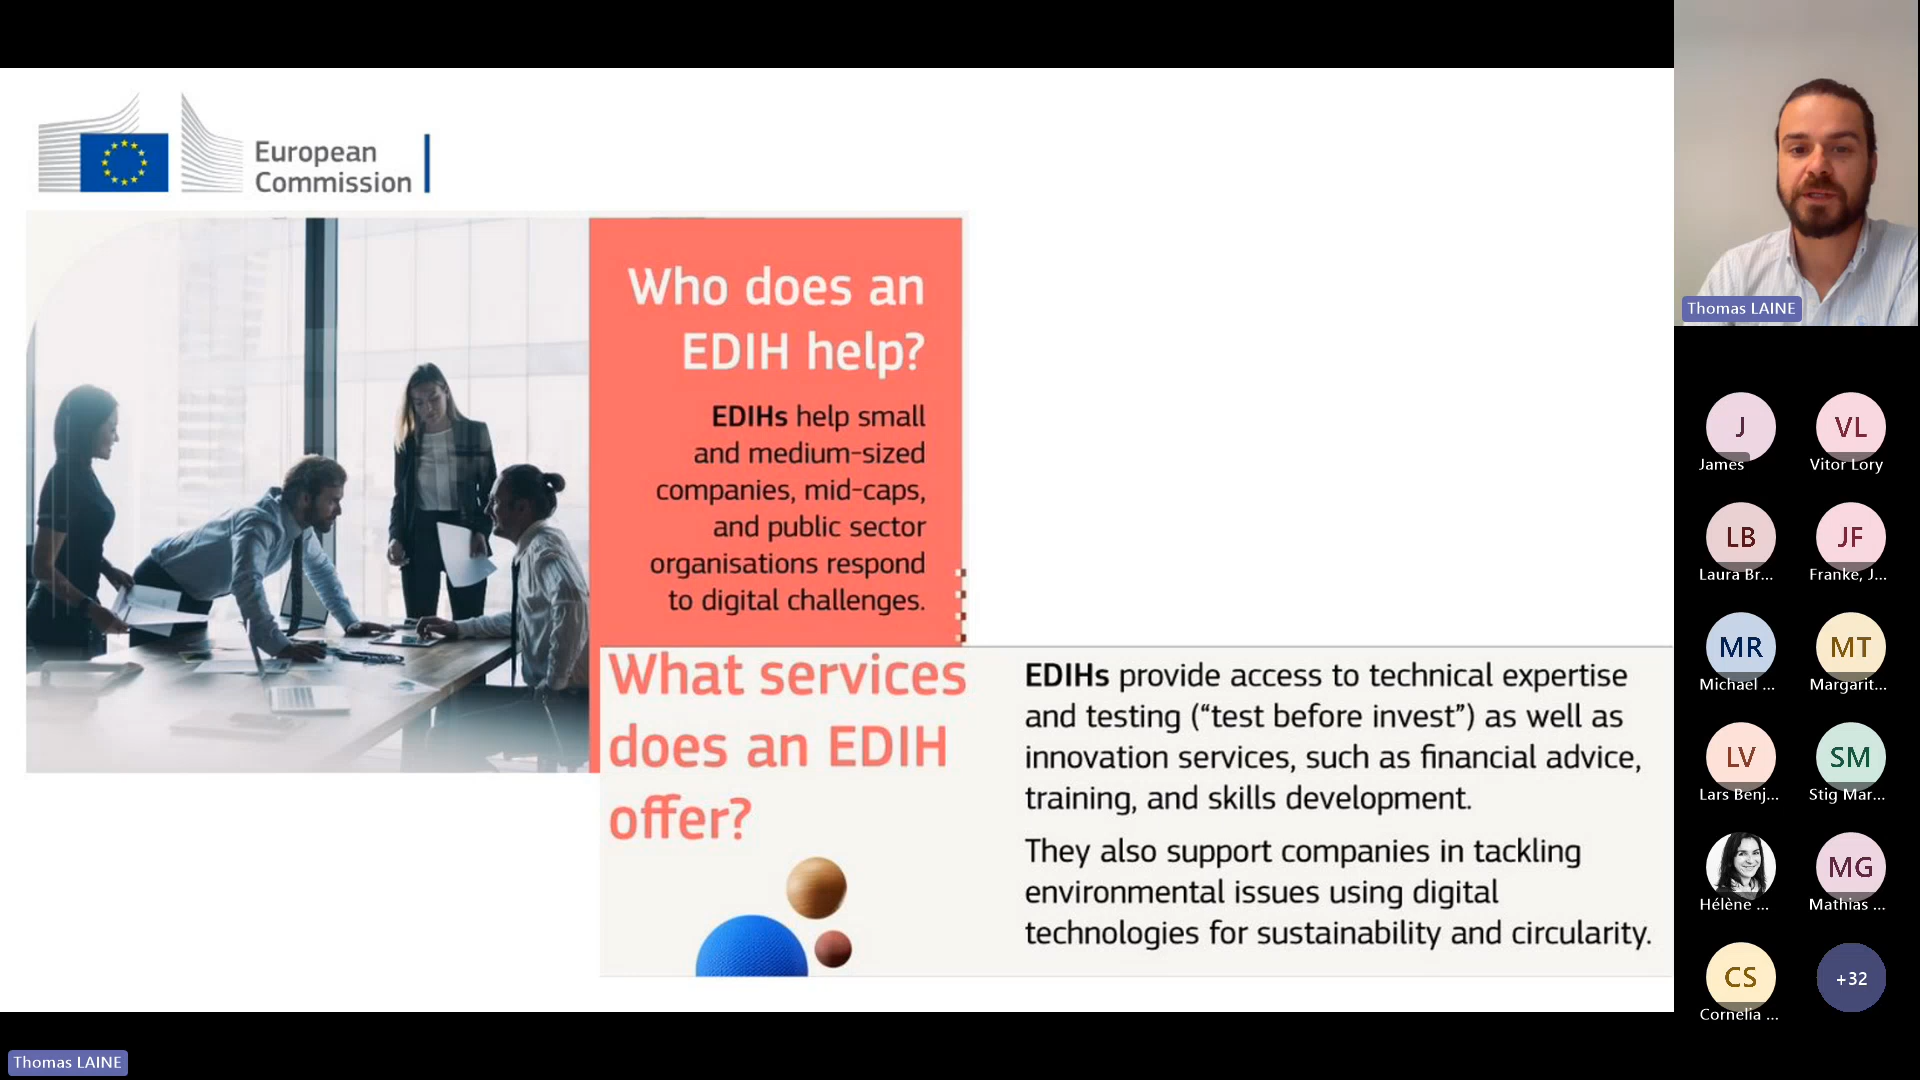 European
Commission
Who does an
EDIH help?
EDIHs help small
and medium-sized
companies, mid-caps,
and public sector
organisations respond
to digital challenges.
What services
does an EDIH
offer?
EDIHs provide access to technical expertise
and testing (“test before invest”) as well as
innovation services, such as financial advice,
training, and skills development.
They also support companies in tackling
environmental issues using digital
technologies for sustainability and circularity.
Thomas LAINE
J
James
VL
Vitor Lory
LB
Laura Br...
JF
Franke, J...
MR
Michael ...
MT
Margarit...
LV
Lars Benj...
SM
Stig Mar...
Hélène ...
MG
Mathias ...
CS
Cornelia ...
+32
Thomas LAINE